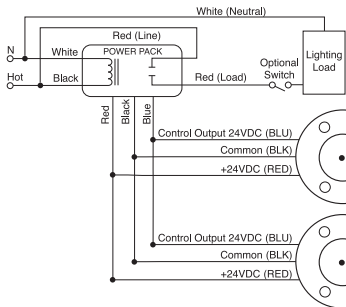 White (Neutral)
Red (Line)
N
White
POWER PACK
Hot
Black
Red (Load)
Optional
Switch
Lighting
Load
Red
Black
Blue
Control Output 24VDC (BLU)
Common (BLK)
+24VDC (RED)
Control Output 24VDC (BLU)
Common (BLK)
+24VDC (RED)